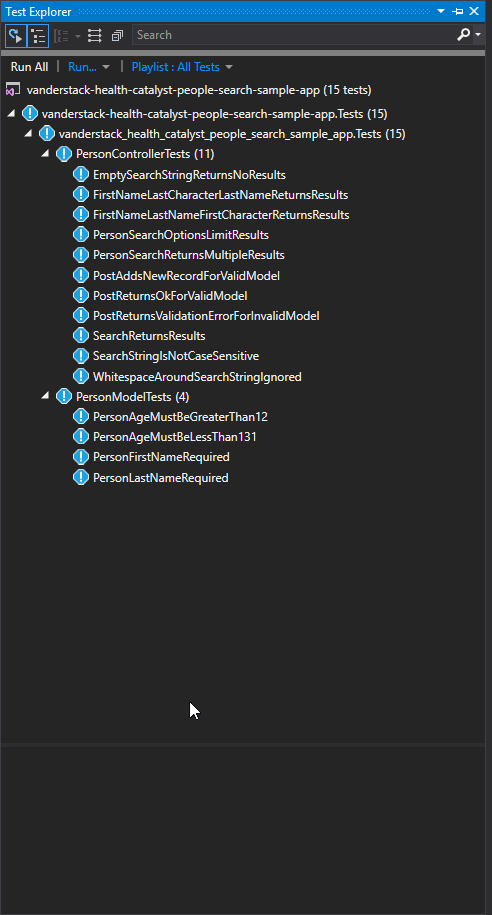 Test Explorer
Search
Run All | Run... | Playlist : All Tests
vanderstack-health-catalyst-people-search-sample-app (15 tests)
vanderstack-health-catalyst-people-search-sample-app.Tests (15)
vanderstack_health_catalyst_people_search_sample_app.Tests (15)
PersonControllerTests (11)
EmptySearchStringReturnsNoResults
FirstNameLastCharacterLastNameReturnsResults
FirstNameLastNameFirstCharacterReturnsResults
PersonSearchOptionsLimitResults
PersonSearchReturnsMultipleResults
PostAddsNewRecordForValidModel
PostReturnsOkForValidModel
PostReturnsValidationErrorForInvalidModel
SearchReturnsResults
SearchStringIsNotCaseSensitive
WhitespaceAroundSearchStringIgnored
PersonModelTests (4)
PersonAgeMustBeGreaterThan12
PersonAgeMustBeLessThan131
PersonFirstNameRequired
PersonLastNameRequired